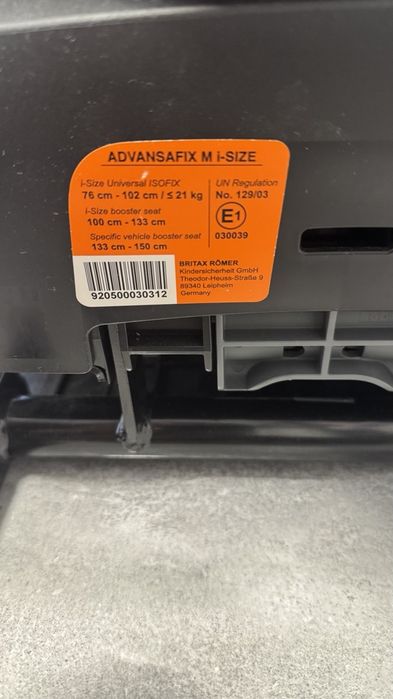 ADVANSAFIX M i-SIZE
i-Size Universal ISOFIX
76 cm - 102 cm / ≤ 21 kg
i-Size booster seat
100 cm - 133 cm
Specific vehicle booster seat
133 cm - 150 cm
UN Regulation
No. 129/03
E1
030039
920500030312
BRITAX RÖMER
Kindersicherheit GmbH
Theodor-Heuss-Straße 9
89340 Leipheim
Germany